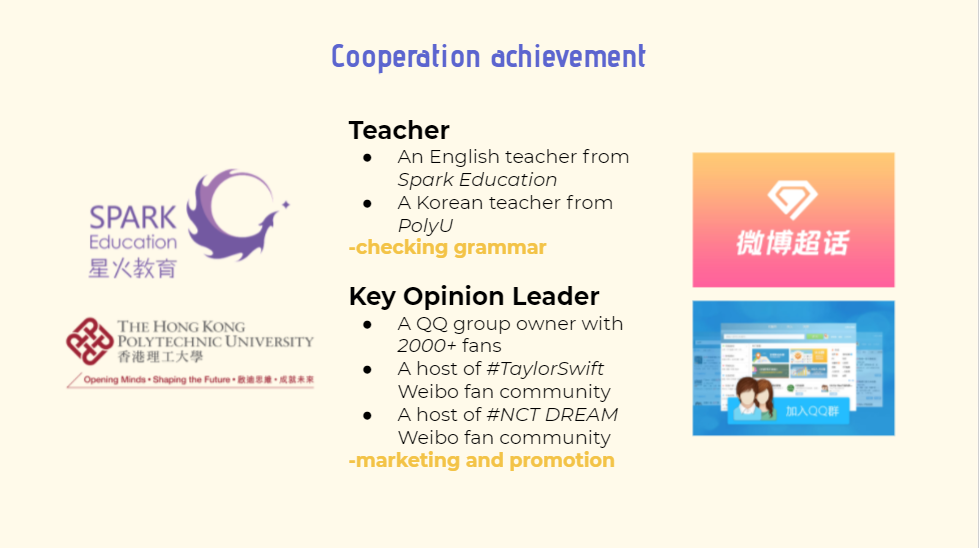 Cooperation achievement
SPARK
Education
星火教育
THE HONG KONG
POLYTECHNIC UNIVERSITY
香港理工大學
Opening Minds • Shaping the Future • 啟迪思維 • 成就未來
Teacher
● An English teacher from
Spark Education
● A Korean teacher from
PolyU
-checking grammar
Key Opinion Leader
● A QQ group owner with
2000+ fans
● A host of #TaylorSwift
Weibo fan community
● A host of #NCT DREAM
Weibo fan community
-marketing and promotion
微博超话
加入QQ群